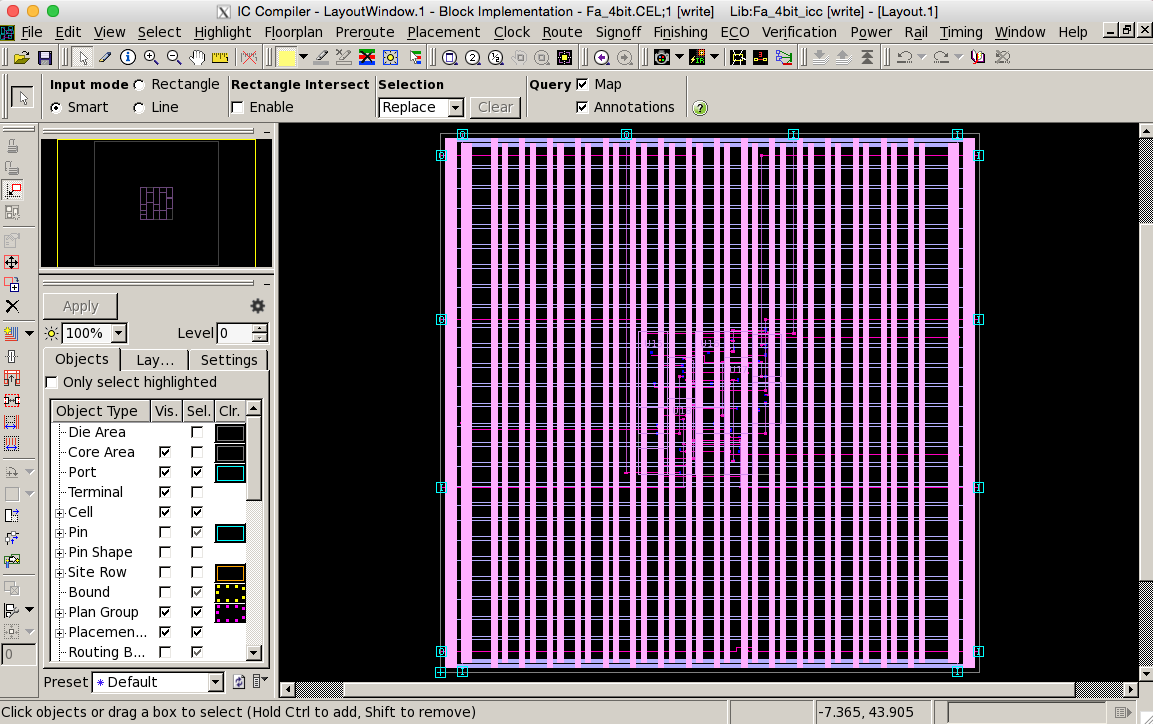 IC Compiler - LayoutWindow.1 - Block Implementation - Fa_4bit.CEL;1 [write]    Lib:Fa_4bit_icc [write] - [Layout.1]
File Edit View Select Highlight Floorplan Preroute Placement Clock Route Signoff Finishing ECO Verification Power Rail Timing Window Help
Input mode Rectangle Rectangle Intersect Selection Query Map
Smart Line Enable Replace Clear Annotations
Apply
100% Level 0
Objects Lay... Settings
Only select highlighted
Object Type Vis. Sel. Clr.
Die Area
Core Area
Port
Terminal
Cell
Pin
Pin Shape
Site Row
Bound
Plan Group
Placemen...
Routing B...
0
Preset * Default
Click objects or drag a box to select (Hold Ctrl to add, Shift to remove) -7.365, 43.905